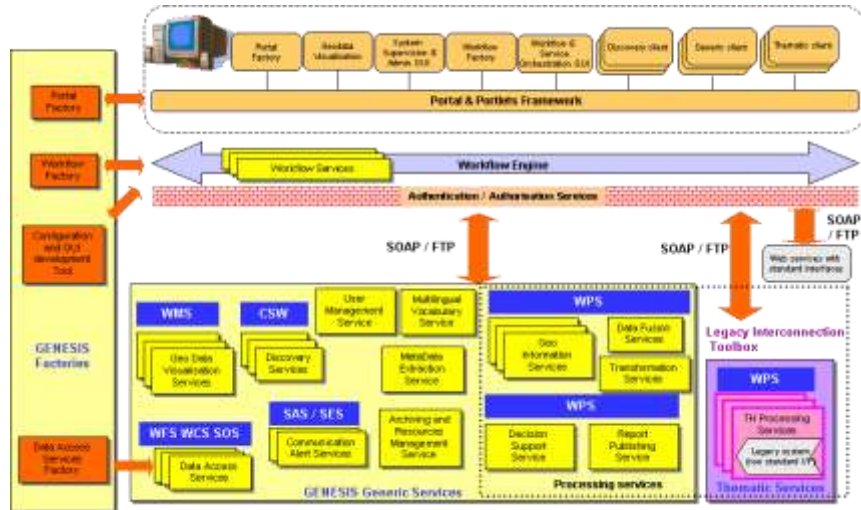 Portal
Factory
Geodata
Visualisation
System
Supervision &
Admin GUI
Workflow
Factory
Workflow &
Service
Orchestration GUI
Discovery client
Generic client
Thematic client
Portal & Portlets Framework
Portal
Factory
Workflow
Factory
Configuration
and GUI
development
Tool
GENESIS
Factories
Data Access
Services
Factory
Workflow Services
Workflow Engine
Authentication / Authorisation Services
SOAP / FTP
SOAP / FTP
SOAP
/ FTP
Web services with
standard interfaces
WMS
Geo Data
Visualisation
Services
CSW
Discovery
Services
User
Management
Service
Multilingual
Vocabulary
Service
MetaData
Extraction
Service
WFS WCS SOS
Data Access
Services
SAS / SES
Communication
Alert Services
Archiving and
Resources
Management
Service
GENESIS Generic Services
WPS
Geo
Information
Services
Data Fusion
Services
Transformation
Services
WPS
Decision
Support
Service
Report
Publishing
Service
Processing services
Legacy Interconnection
Toolbox
WPS
TH Processing
Services
Legacy system
(non standard I/F)
Thematic Services